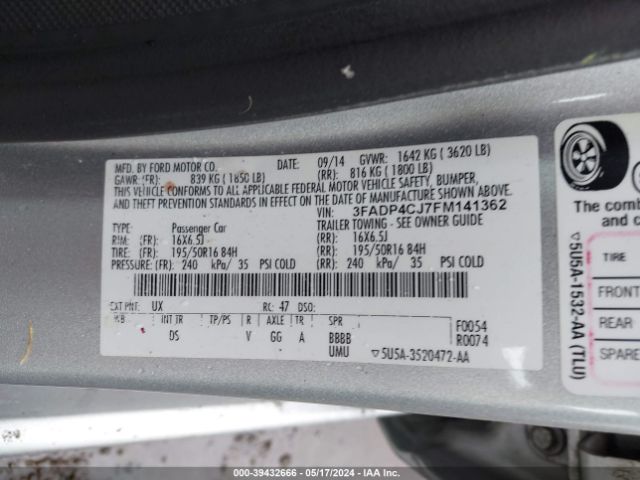 MFD. BY FORD MOTOR CO. DATE: 09/14 GVWR: 1642 KG ( 3620 LB)
GAWR: (FR): 839 KG ( 1850 LB) (RR): 816 KG ( 1800 LB)
THIS VEHICLE CONFORMS TO ALL APPLICABLE FEDERAL MOTOR VEHICLE SAFETY, BUMPER,
AND THEFT PREVENTION STANDARDS IN EFFECT ON THE DATE OF MANUFACTURE SHOWN ABOVE.
VIN: 3FADP4CJ7FM141362
TYPE: Passenger Car TRAILER TOWING - SEE OWNER GUIDE
RIM: (FR): 16X6.5J (RR): 16X6.5J
TIRE: (FR): 195/50R16 84H (RR): 195/50R16 84H
PRESSURE: (FR): 240 kPa/ 35 PSI COLD (RR): 240 kPa/ 35 PSI COLD
EXT PNT: UX RC: 47 DSO:
WB INT TR TP/PS R AXLE TR SPR F0054
DS V GG A BBBB R0074
UMU ▽5U5A-3520472-AA
The comb
▽5U5A-1532-AA (TLU)
TIRE
FRONT
REAR
SPARE
000-39432666 - 05/17/2024 - IAA Inc.